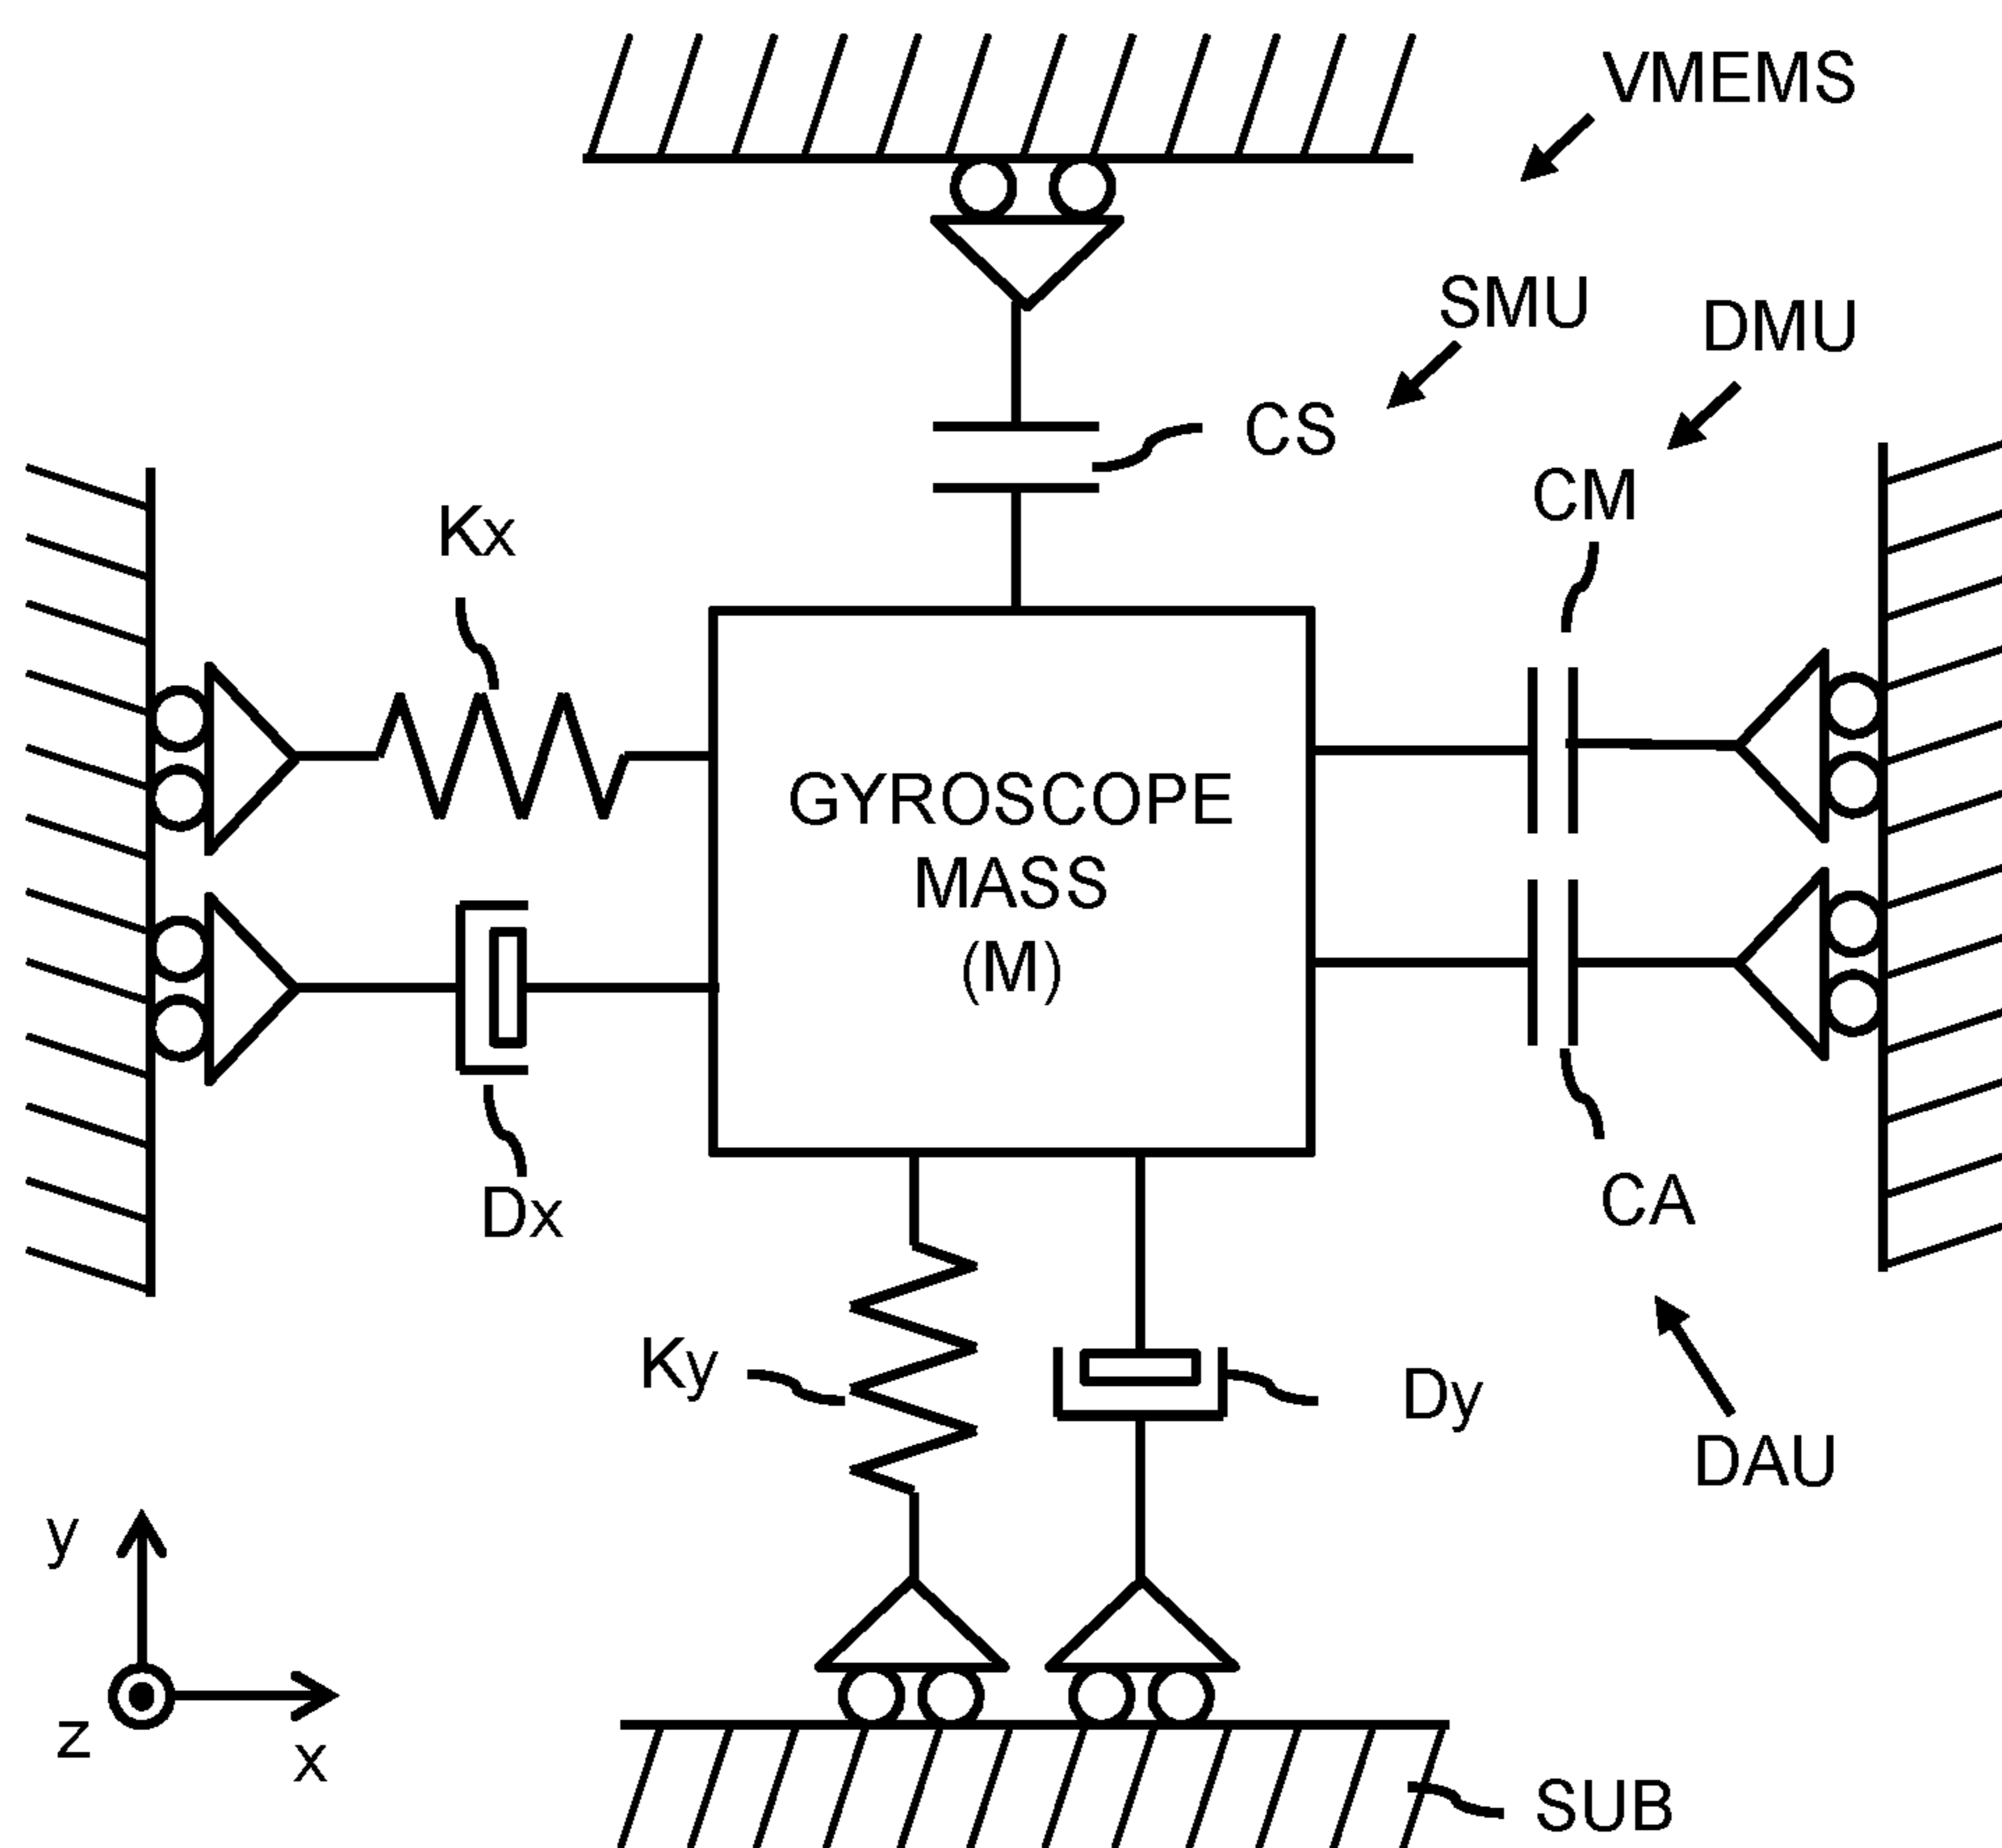 VMEMS
SMU
DMU
CS
CM
Kx
GYROSCOPE
MASS
(M)
CA
Dx
Ky
Dy
DAU
y
z
x
SUB